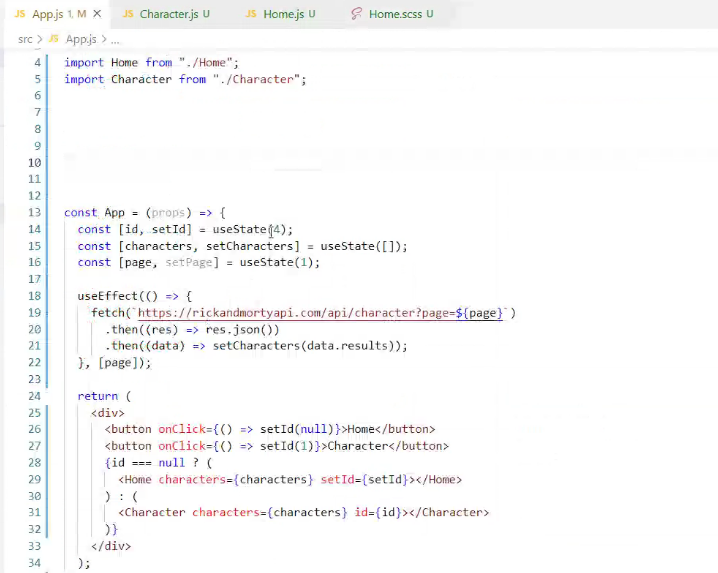 JS App.js 1, M × JS Character.js U JS Home.js U Home.scss U
src > JS App.js > ...
4 import Home from "./Home";
5 import Character from "./Character";
6
7
8
9
10
11
12
13 const App = (props) => {
14 const [id, setId] = useState(4);
15 const [characters, setCharacters] = useState([]);
16 const [page, setPage] = useState(1);
17
18 useEffect(() => {
19 fetch(`https://rickandmortyapi.com/api/character?page=${page}`)
20 .then((res) => res.json())
21 .then((data) => setCharacters(data.results));
22 }, [page]);
23
24 return (
25 <div>
26 <button onClick={() => setId(null)}>Home</button>
27 <button onClick={() => setId(1)}>Character</button>
28 {id === null ? (
29 <Home characters={characters} setId={setId}></Home>
30 ) : (
31 <Character characters={characters} id={id}></Character>
32 )}
33 </div>
34 );